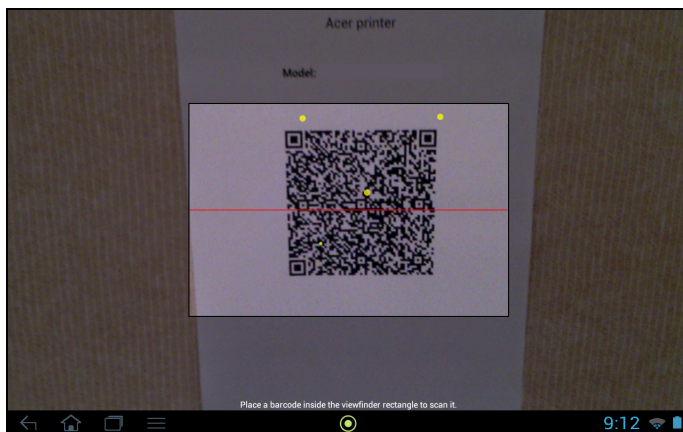 Acer printer
Model:
Place a barcode inside the viewfinder rectangle to scan it.
9:12